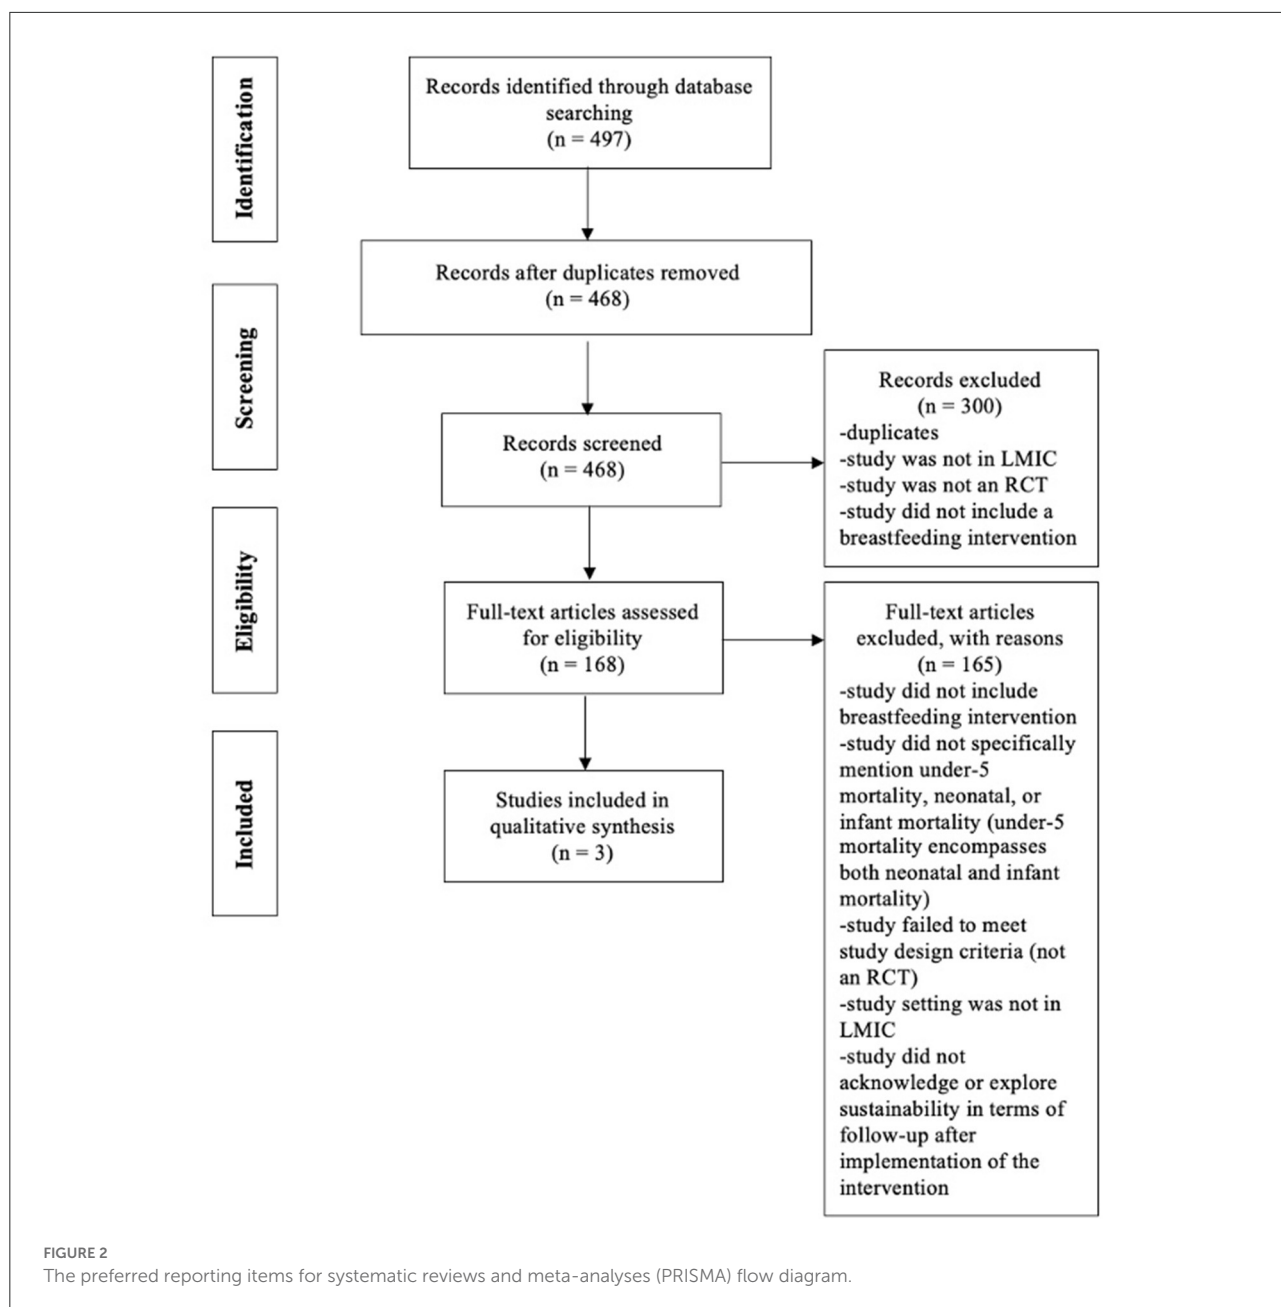 Identification
Records identified through database
searching
(n = 497)
Records after duplicates removed
(n = 468)
Screening
Records screened
(n = 468)
Records excluded
(n = 300)
-duplicates
-study was not in LMIC
-study was not an RCT
-study did not include a
breastfeeding intervention
Eligibility
Full-text articles assessed
for eligibility
(n = 168)
Full-text articles
excluded, with reasons
(n = 165)
-study did not include
breastfeeding intervention
-study did not specifically
mention under-5
mortality, neonatal, or
infant mortality (under-5
mortality encompasses
both neonatal and infant
mortality)
-study failed to meet
study design criteria (not
an RCT)
-study setting was not in
LMIC
-study did not
acknowledge or explore
sustainability in terms of
follow-up after
implementation of the
intervention
Included
Studies included in
qualitative synthesis
(n = 3)
FIGURE 2
The preferred reporting items for systematic reviews and meta-analyses (PRISMA) flow diagram.